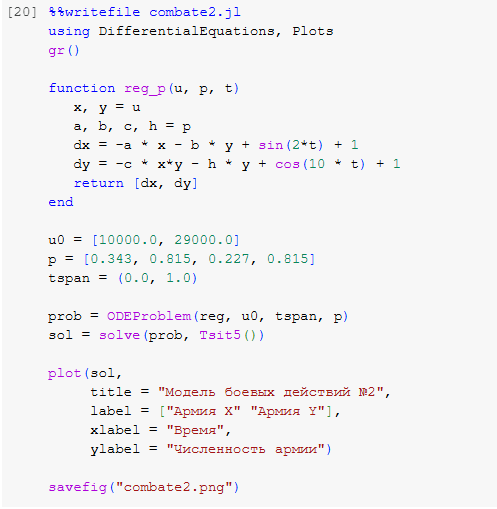 [20] %%writefile combate2.jl
using DifferentialEquations, Plots
gr()
function reg_p(u, p, t)
x, y = u
a, b, c, h = p
dx = -a * x - b * y + sin(2*t) + 1
dy = -c * x*y - h * y + cos(10 * t) + 1
return [dx, dy]
end
u0 = [10000.0, 29000.0]
p = [0.343, 0.815, 0.227, 0.815]
tspan = (0.0, 1.0)
prob = ODEProblem(reg, u0, tspan, p)
sol = solve(prob, Tsit5())
plot(sol,
title = "Модель боевых действий №2",
label = ["Армия X" "Армия Y"],
xlabel = "Время",
ylabel = "Численность армии")
savefig("combate2.png")